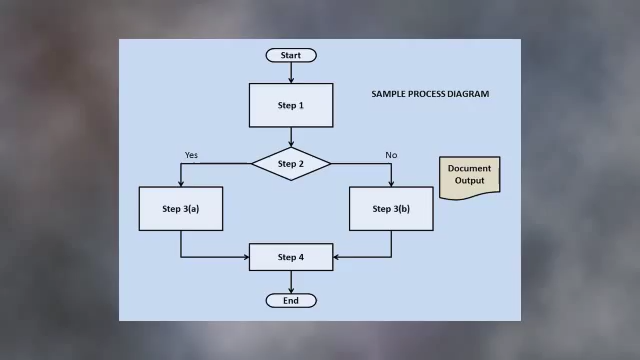 Start
Step 1
SAMPLE PROCESS DIAGRAM
Yes
Step 2
No
Document
Output
Step 3(a)
Step 3(b)
Step 4
End